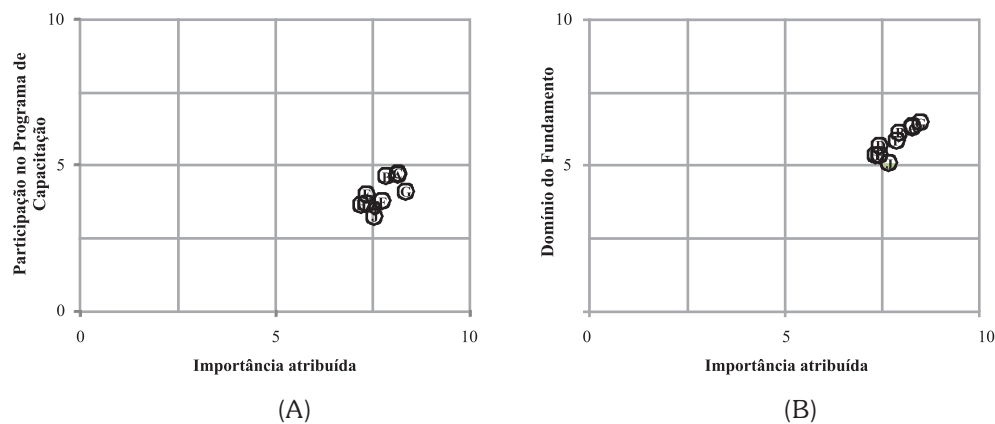 10
5
0
Participação no Programa de
Capacitação
B
A
G
E
F
J
0
5
10
Importância atribuída
(A)
10
5
0
Domínio do Fundamento
G
B
F
J
0
5
10
Importância atribuída
(B)